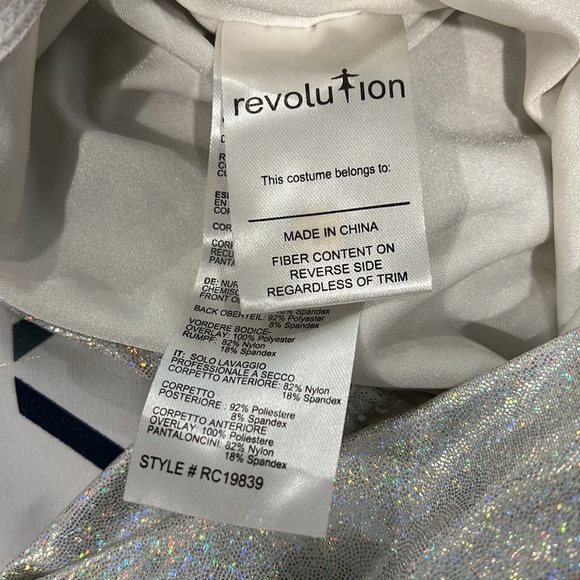 revolution
This costume belongs to:
MADE IN CHINA
FIBER CONTENT ON
REVERSE SIDE
REGARDLESS OF TRIM
BACK OBERTEIL: 92% Polyester
8% Spandex
VORDERE BODICE-
OVERLAY: 100% Polyester
RUMPF: 82% Nylon
18% Spandex
IT: SOLO LAVAGGIO
PROFESSIONALE A SECCO
CORPETTO ANTERIORE: 82% Nylon
18% Spandex
CORPETTO
POSTERIORE : 92% Poliestere
8% Spandex
CORPETTO ANTERIORE
OVERLAY: 100% Poliestere
PANTALONCINI: 82% Nylon
18% Spandex
STYLE # RC19839